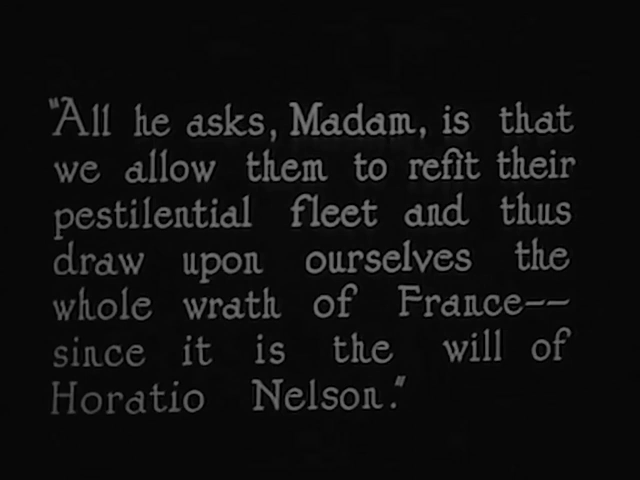 "All he asks, Madam, is that
we allow them to refit their
pestilential fleet and thus
draw upon ourselves the
whole wrath of France--
since it is the will of
Horatio Nelson."